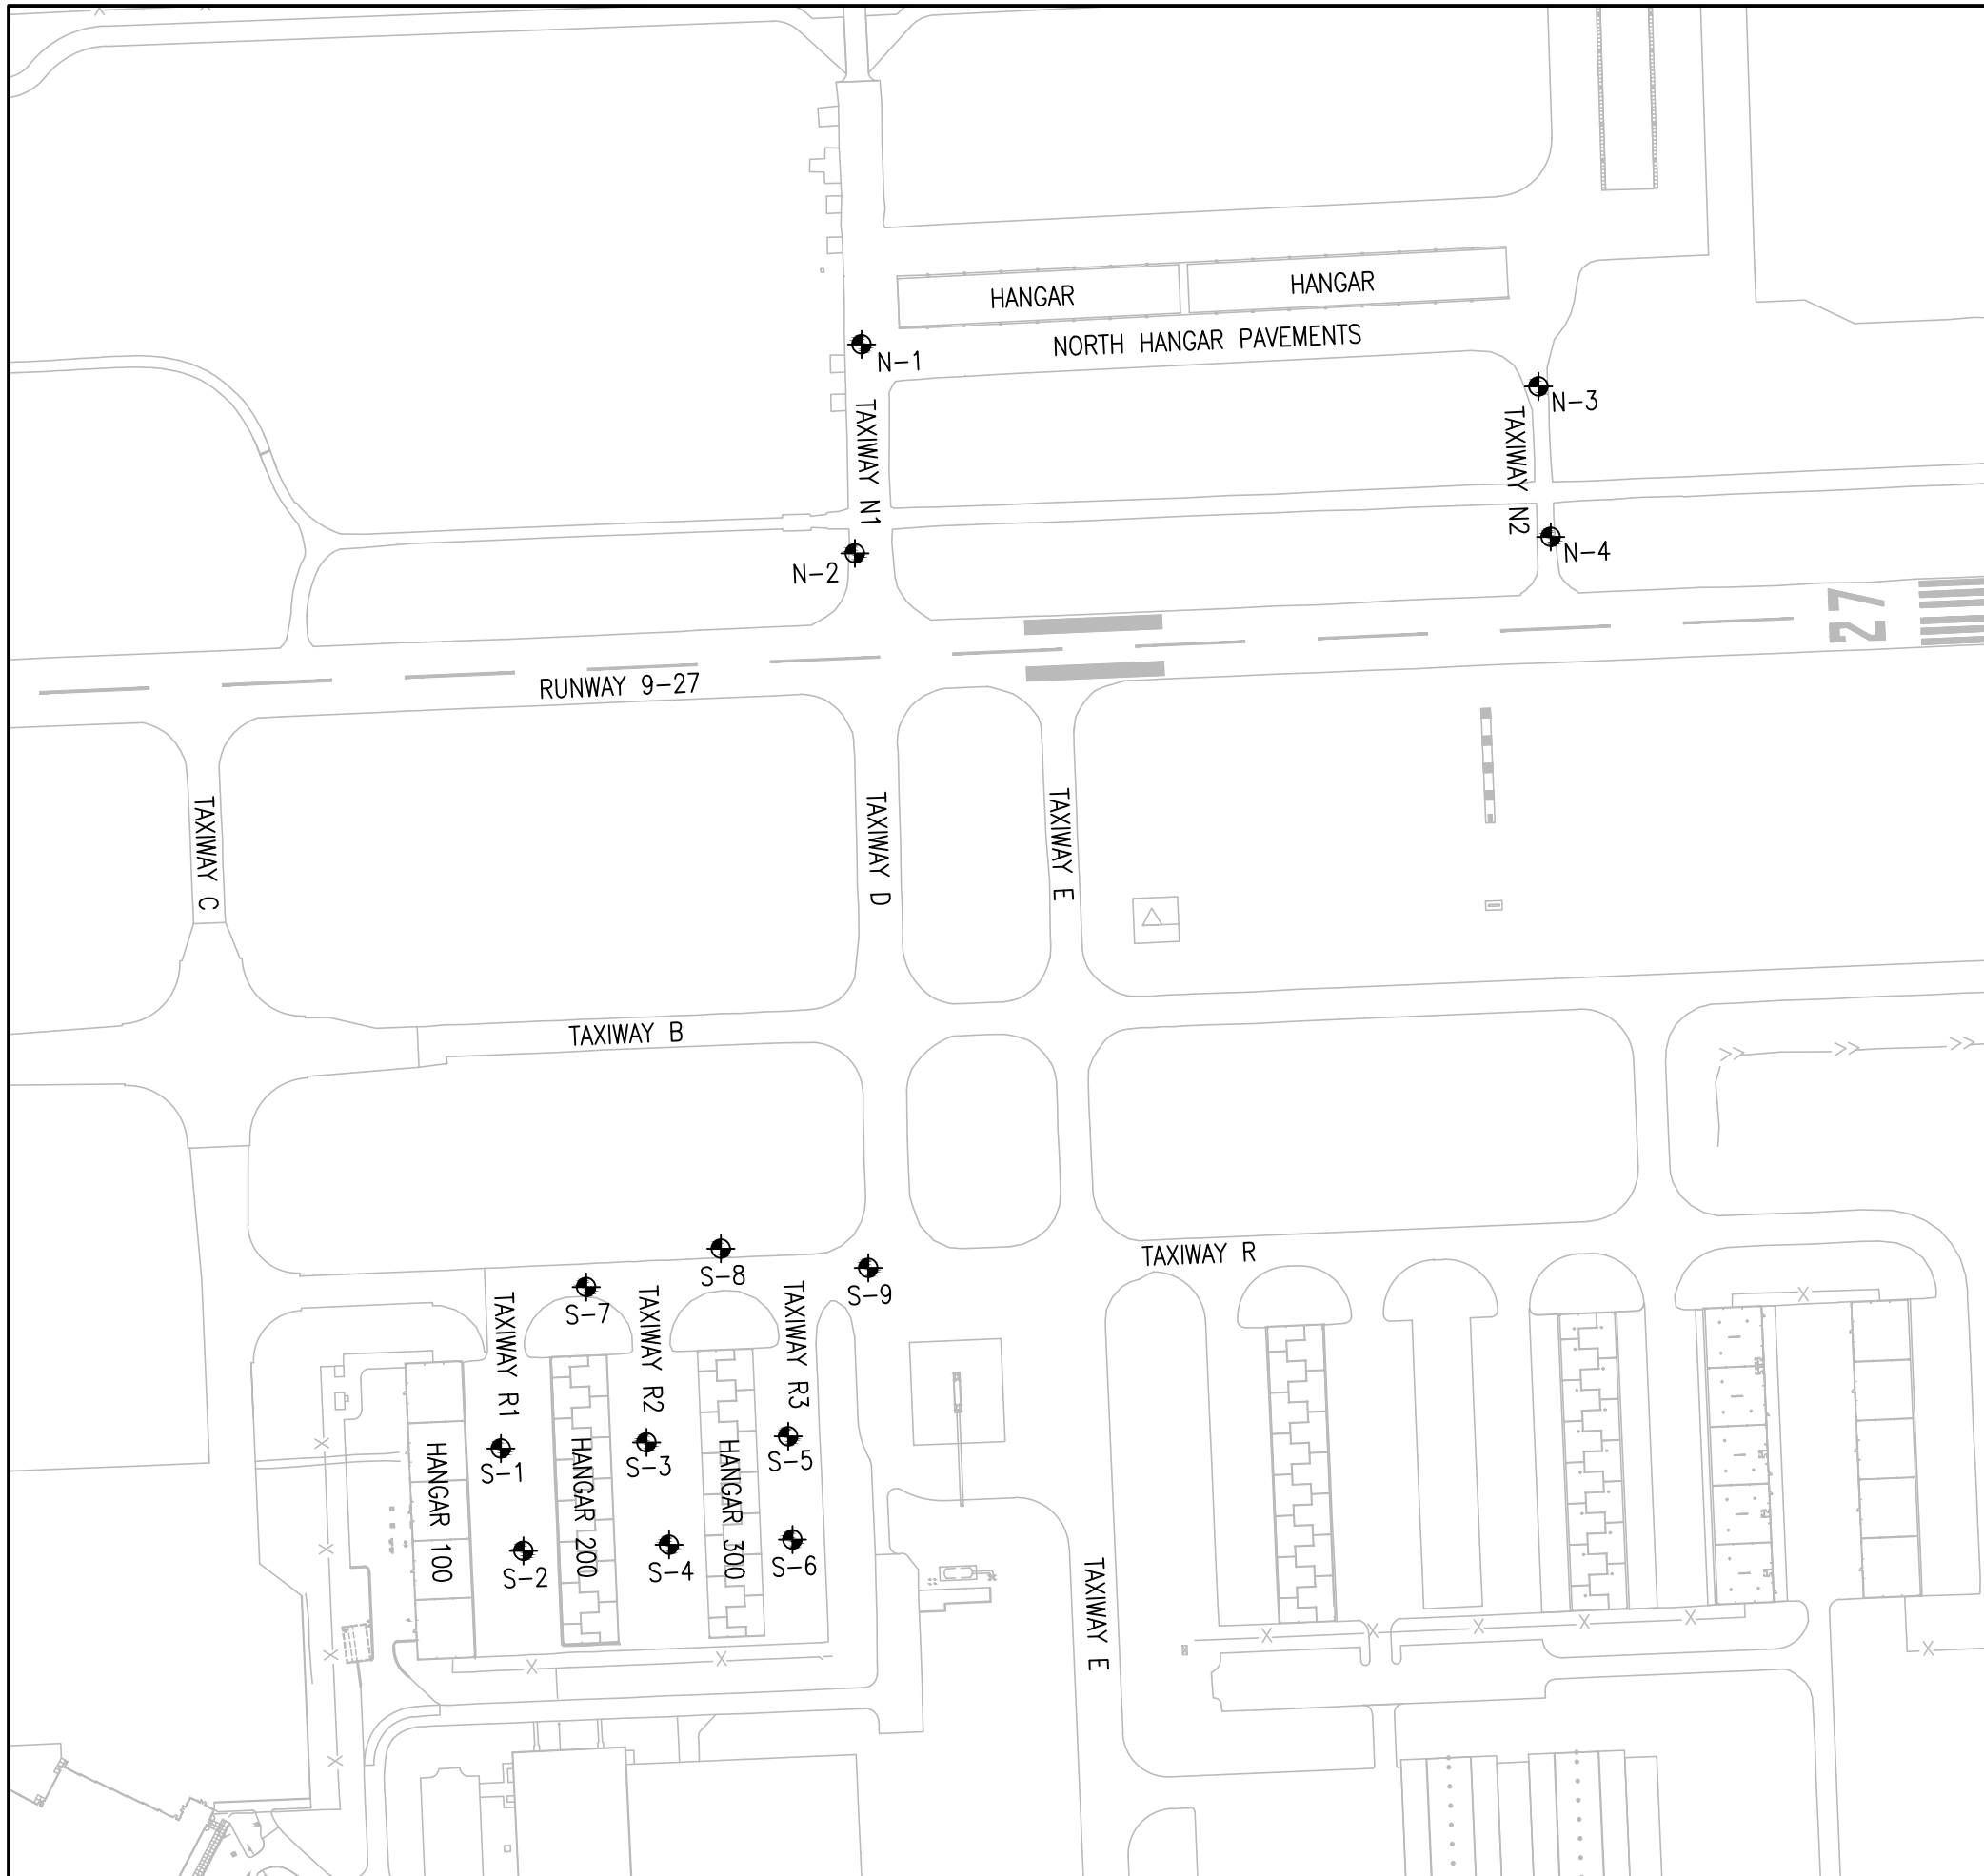 HANGAR
HANGAR
NORTH HANGAR PAVEMENTS
N-1
N-3
TAXIWAY N1
TAXIWAY N2
N-2
N-4
27
RUNWAY 9-27
TAXIWAY C
TAXIWAY D
TAXIWAY E
TAXIWAY B
TAXIWAY R
S-8
S-7
S-9
TAXIWAY R1
TAXIWAY R2
TAXIWAY R3
HANGAR 100
S-1
HANGAR 200
S-3
HANGAR 300
S-5
S-2
S-4
S-6
TAXIWAY E